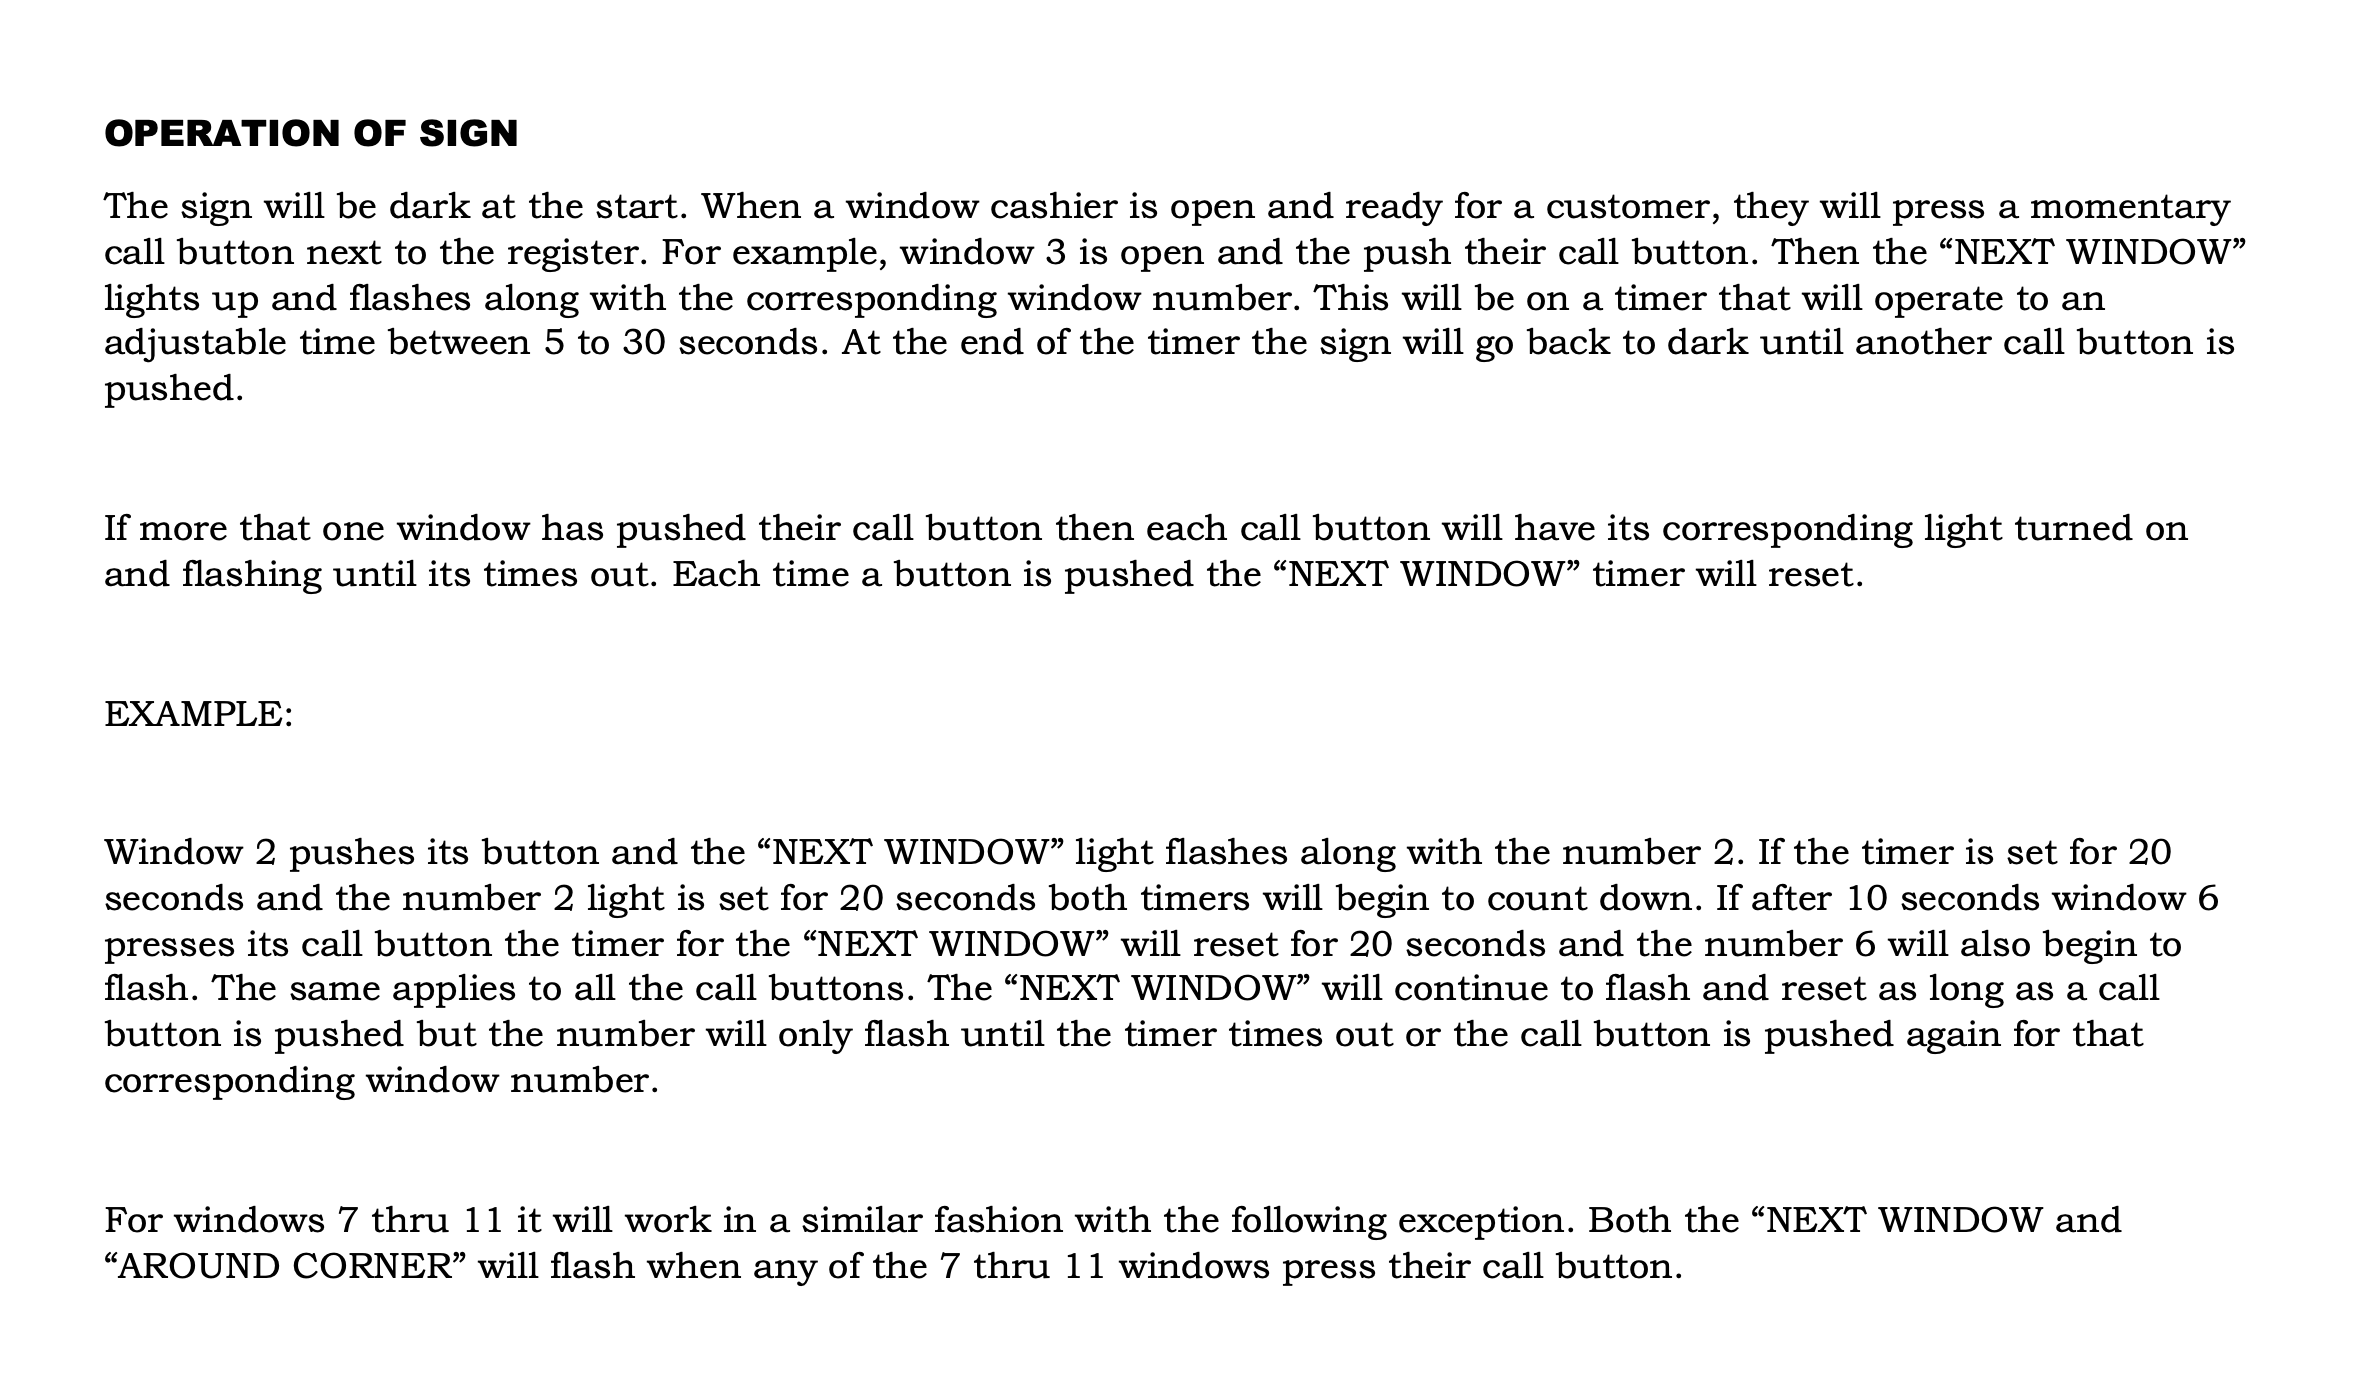 OPERATION OF SIGN
The sign will be dark at the start. When a window cashier is open and ready for a customer, they will press a momentary
call button next to the register. For example, window 3 is open and the push their call button. Then the “NEXT WINDOW”
lights up and flashes along with the corresponding window number. This will be on a timer that will operate to an
adjustable time between 5 to 30 seconds. At the end of the timer the sign will go back to dark until another call button is
pushed.
If more that one window has pushed their call button then each call button will have its corresponding light turned on
and flashing until its times out. Each time a button is pushed the “NEXT WINDOW” timer will reset.
EXAMPLE:
Window 2 pushes its button and the “NEXT WINDOW” light flashes along with the number 2. If the timer is set for 20
seconds and the number 2 light is set for 20 seconds both timers will begin to count down. If after 10 seconds window 6
presses its call button the timer for the “NEXT WINDOW” will reset for 20 seconds and the number 6 will also begin to
flash. The same applies to all the call buttons. The “NEXT WINDOW” will continue to flash and reset as long as a call
button is pushed but the number will only flash until the timer times out or the call button is pushed again for that
corresponding window number.
For windows 7 thru 11 it will work in a similar fashion with the following exception. Both the “NEXT WINDOW and
“AROUND CORNER” will flash when any of the 7 thru 11 windows press their call button.